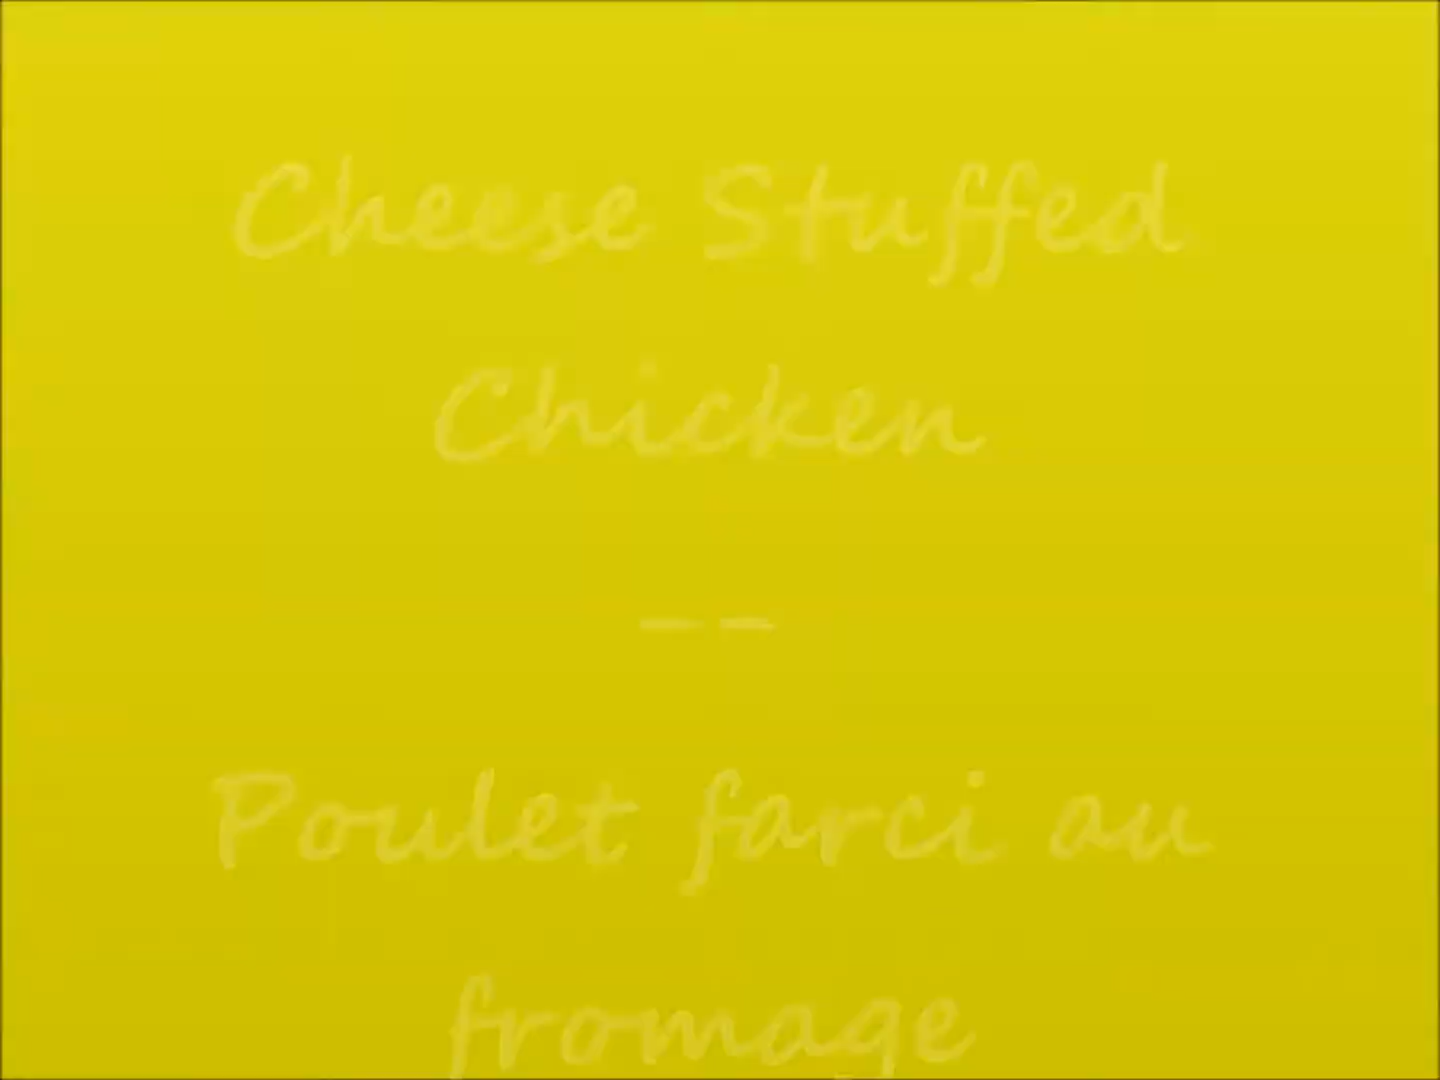 Cheese Stuffed
Chicken
--
Poulet farci au
fromage